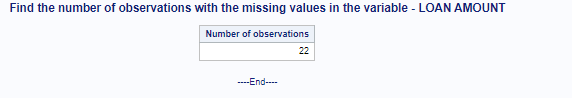 Find the number of observations with the missing values in the variable - LOAN AMOUNT
Number of observations
22
----End----